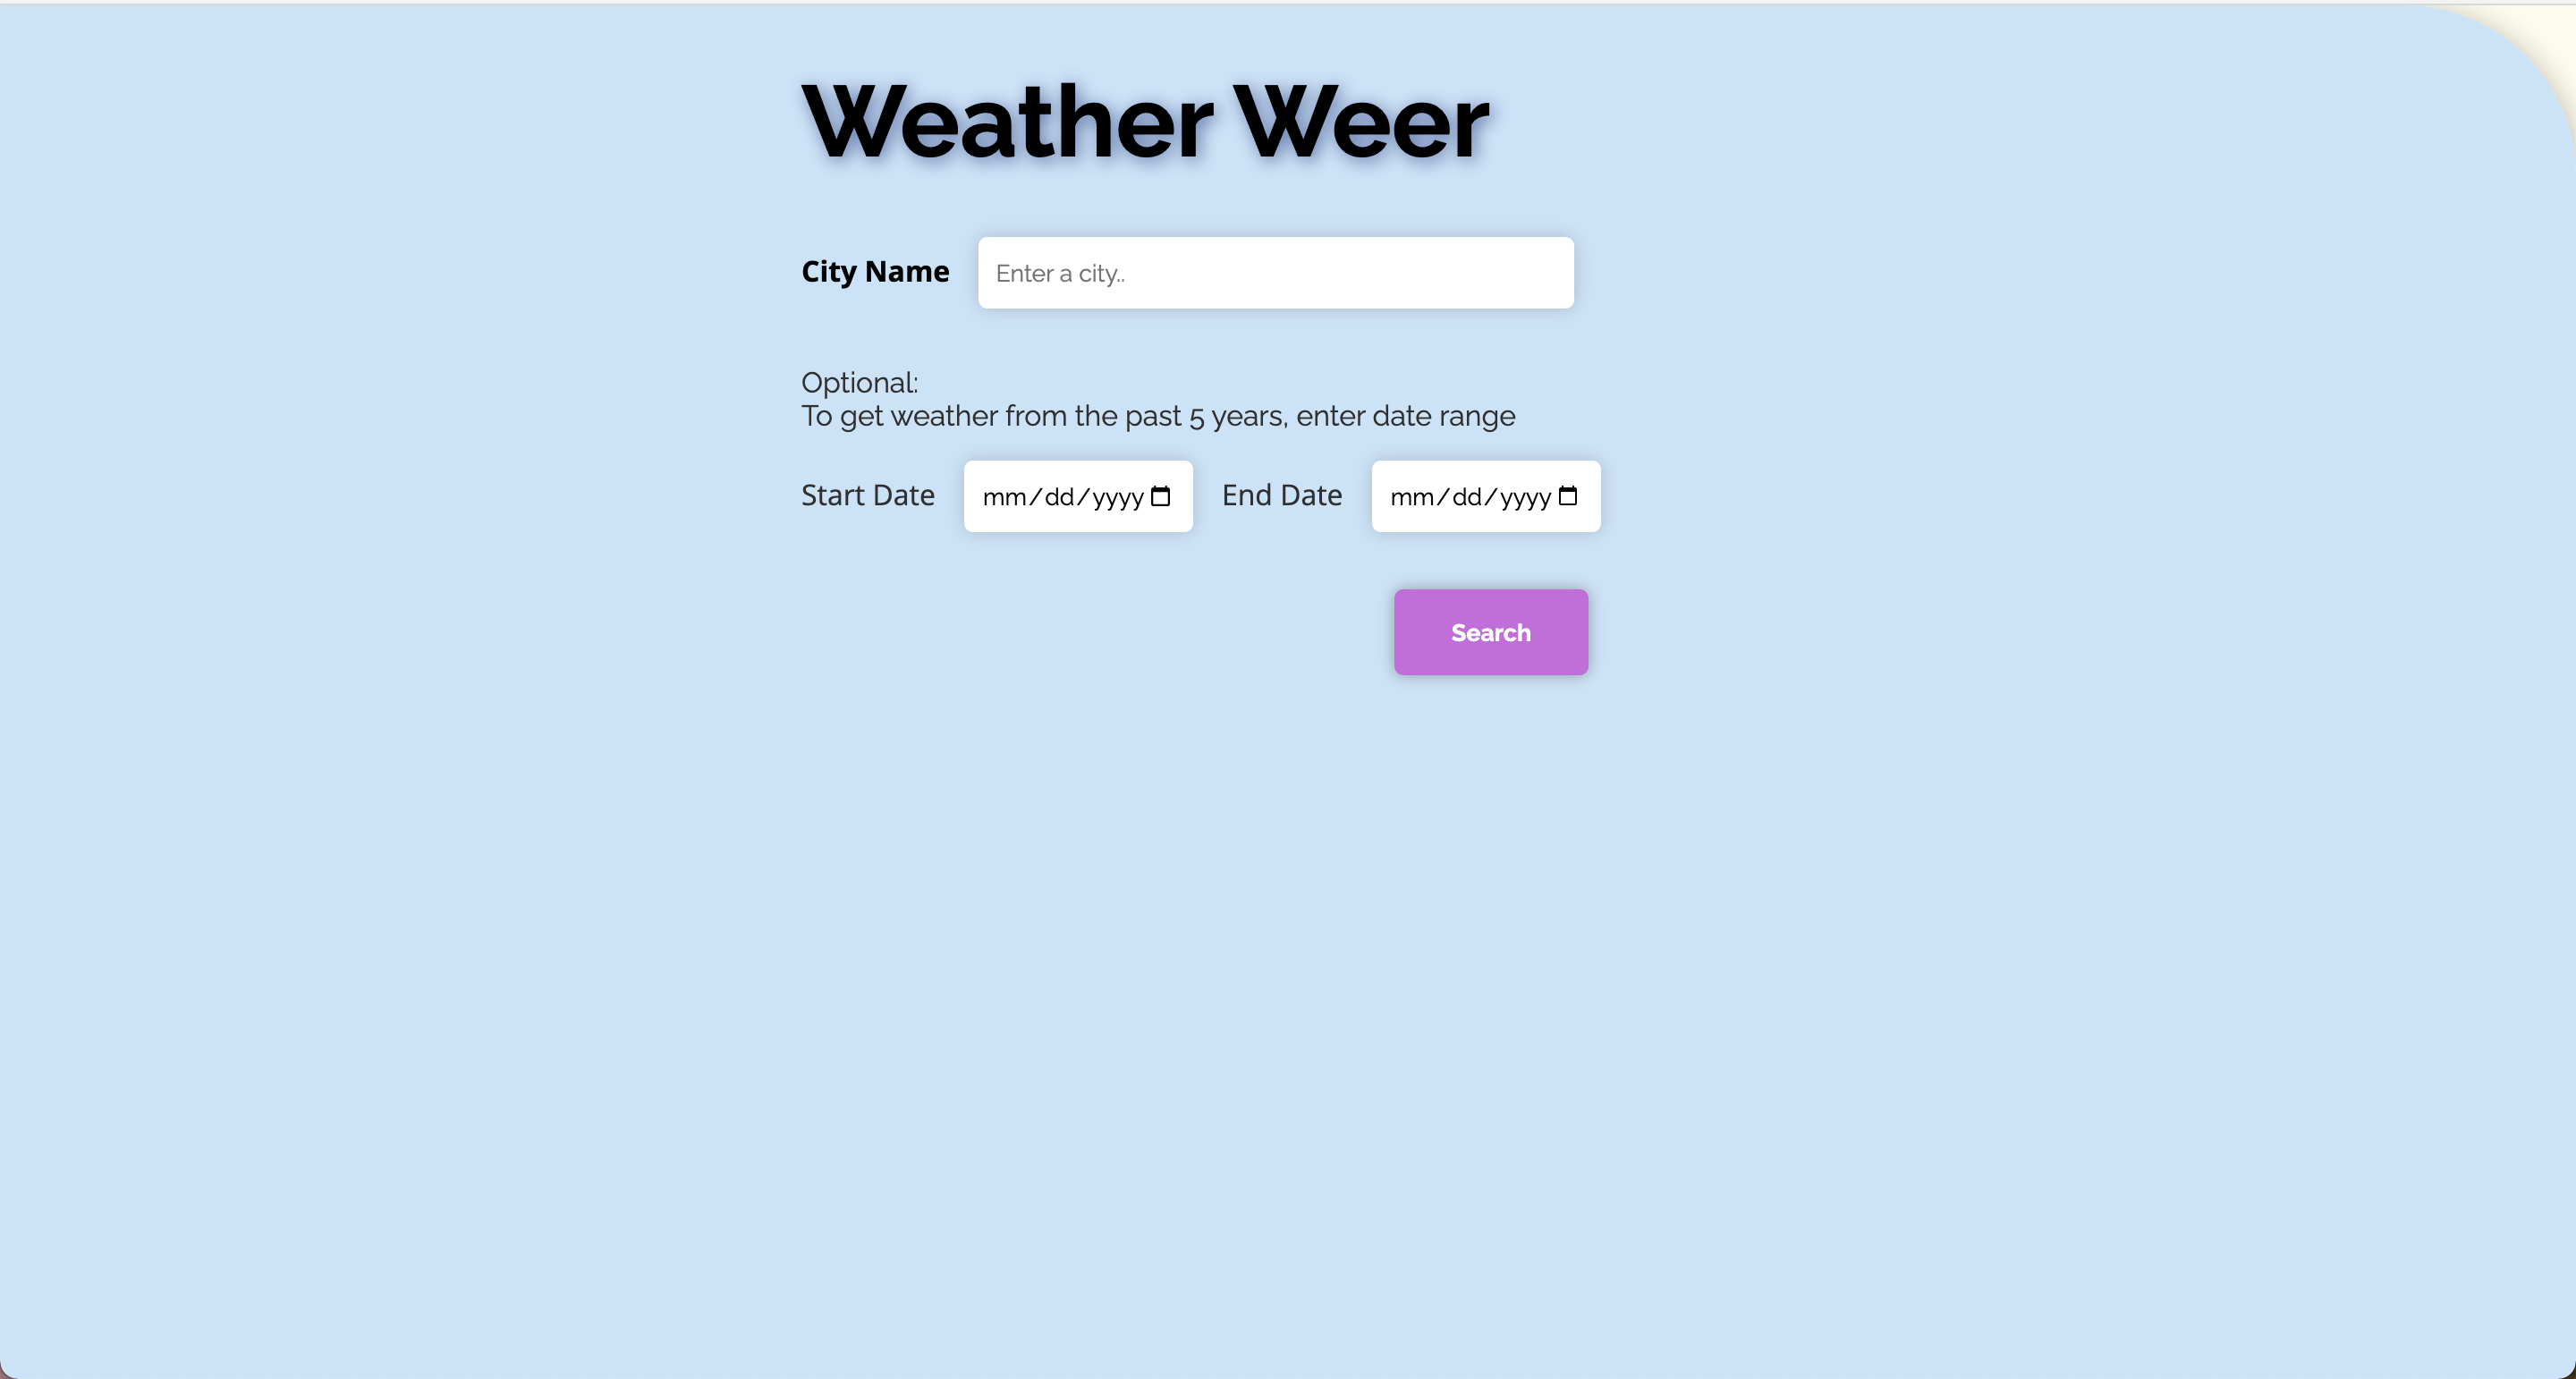 Weather Weer
City Name Enter a city..
Optional:
To get weather from the past 5 years, enter date range
Start Date mm/dd/yyyy End Date mm/dd/yyyy
Search